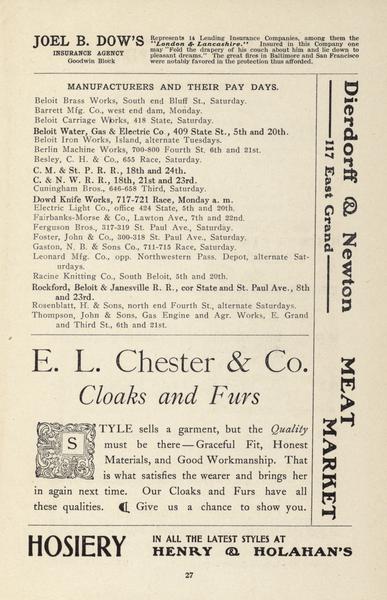 JOEL B. DOW'S
INSURANCE AGENCY
Goodwin Block
Represents 14 Leading Insurance Companies, among them the
"London & Lancashire." Insured in this Company one
may "Fold the drapery of his couch about him and lie down to
pleasant dreams." The great fires in Baltimore and San Francisco
were notably favored in the protection thus afforded.
MANUFACTURERS AND THEIR PAY DAYS.
Beloit Brass Works, South end Bluff St., Saturday.
Barrett Mfg. Co., west end dam, Monday.
Beloit Carriage Works, 418 State, Saturday.
Beloit Water, Gas & Electric Co , 409 State St., 5th and 20th.
Beloit Iron Works, Island, alternate Tuesdays.
Berlin Machine Works, 700-800 Fourth St. 6th and 21st.
Besley, C. H. & Co., 655 Race, Saturday.
C. M. & St. P. R. R., 18th and 24th.
C. & N. W. R. R., 18th, 21st and 23rd.
Cuningham Bros., 646-658 Third, Saturday.
Dowd Knife Works, 717-721 Race, Monday a. m.
Electric Light Co., office 424 State, 5th and 20th.
Fairbanks-Morse & Co., Lawton Ave., 7th and 22nd.
Ferguson Bros., 317-319 St. Paul Ave., Saturday.
Foster, John & Co., 300-318 St. Paul Ave., Saturday.
Gaston, N. B. & Sons Co., 711-715 Race, Saturday.
Leonard Mfg. Co., opp. Northwestern Pass. Depot, alternate Sat-
urdays.
Racine Knitting Co., South Beloit, 5th and 20th.
Rockford, Beloit & Janesville R. R., cor State and St. Paul Ave., 8th
and 23rd.
Rosenblatt, H. & Sons, north end Fourth St., alternate Saturdays.
Thompson, John & Sons, Gas Engine and Agr. Works, E. Grand
and Third St., 6th and 21st.
Dierdorff & Newton MEAT MARKET
117 East Grand
E. L. Chester & Co.
Cloaks and Furs
STYLE sells a garment, but the Quality
must be there—Graceful Fit, Honest
Materials, and Good Workmanship. That
is what satisfies the wearer and brings her
in again next time. Our Cloaks and Furs have all
these qualities. ¶ Give us a chance to show you.
HOSIERY
IN ALL THE LATEST STYLES AT
HENRY & HOLAHAN'S
27